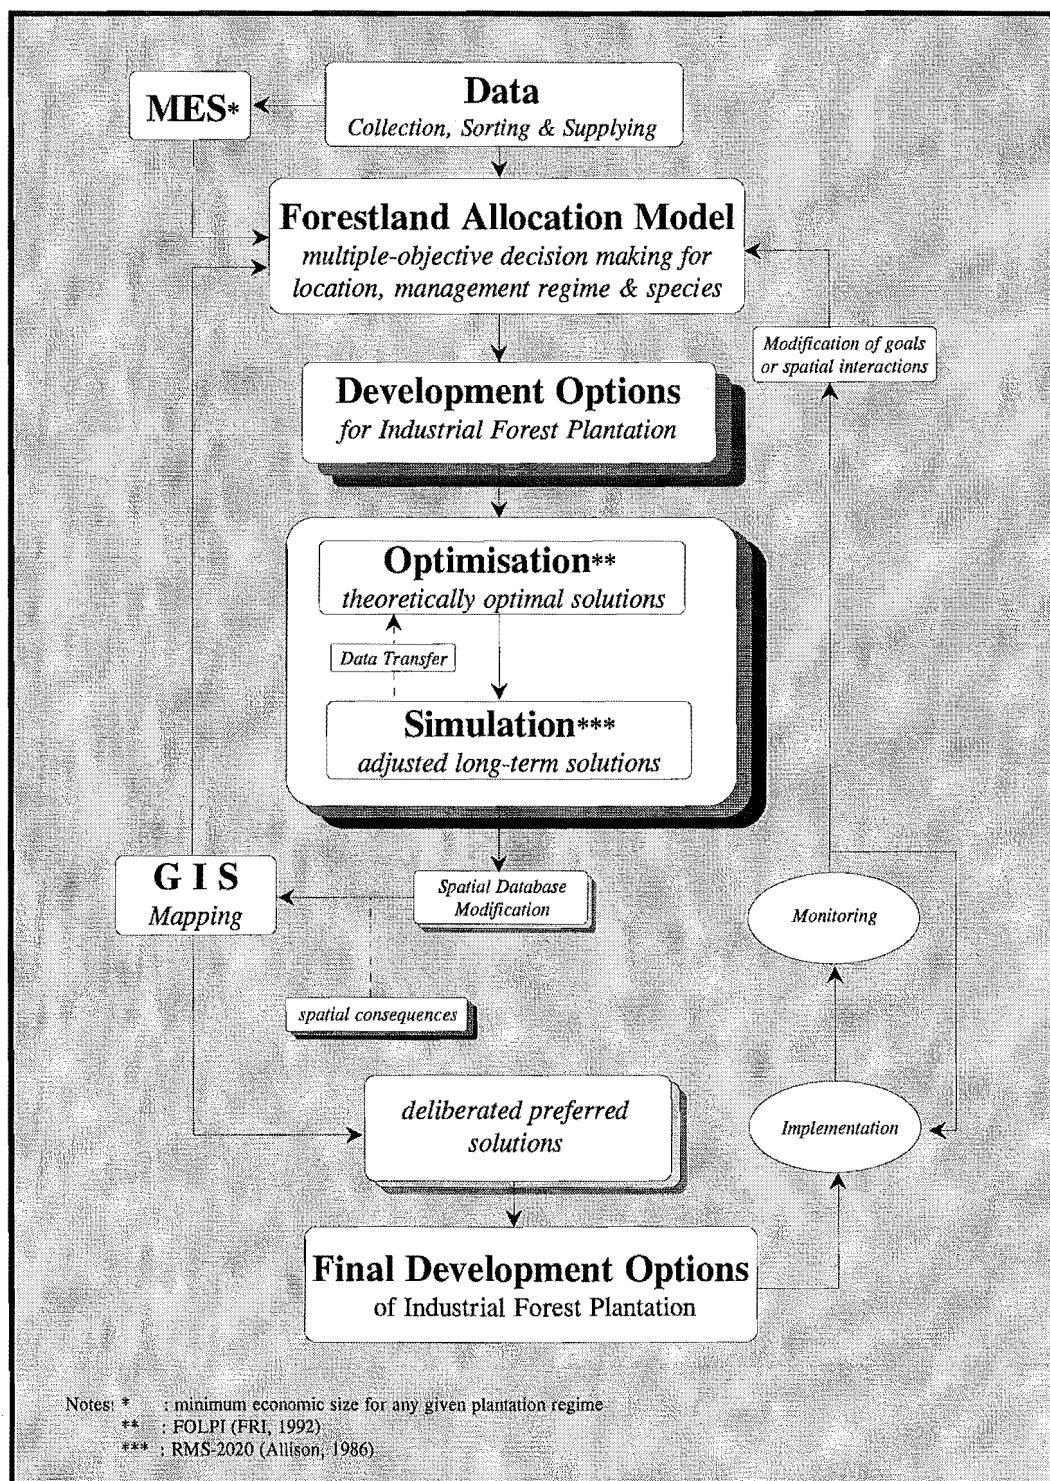 MES*
Data
Collection, Sorting & Supplying
Forestland Allocation Model
multiple-objective decision making for
location, management regime & species
Modification of goals
or spatial interactions
Development Options
for Industrial Forest Plantation
Optimisation**
theoretically optimal solutions
Data Transfer
Simulation***
adjusted long-term solutions
G I S
Mapping
Spatial Database
Modification
Monitoring
spatial consequences
deliberated preferred
solutions
Implementation
Final Development Options
of Industrial Forest Plantation
Notes: * : minimum economic size for any given plantation regime
** : FOLPI (FRI, 1992)
*** : RMS-2020 (Allison, 1986)